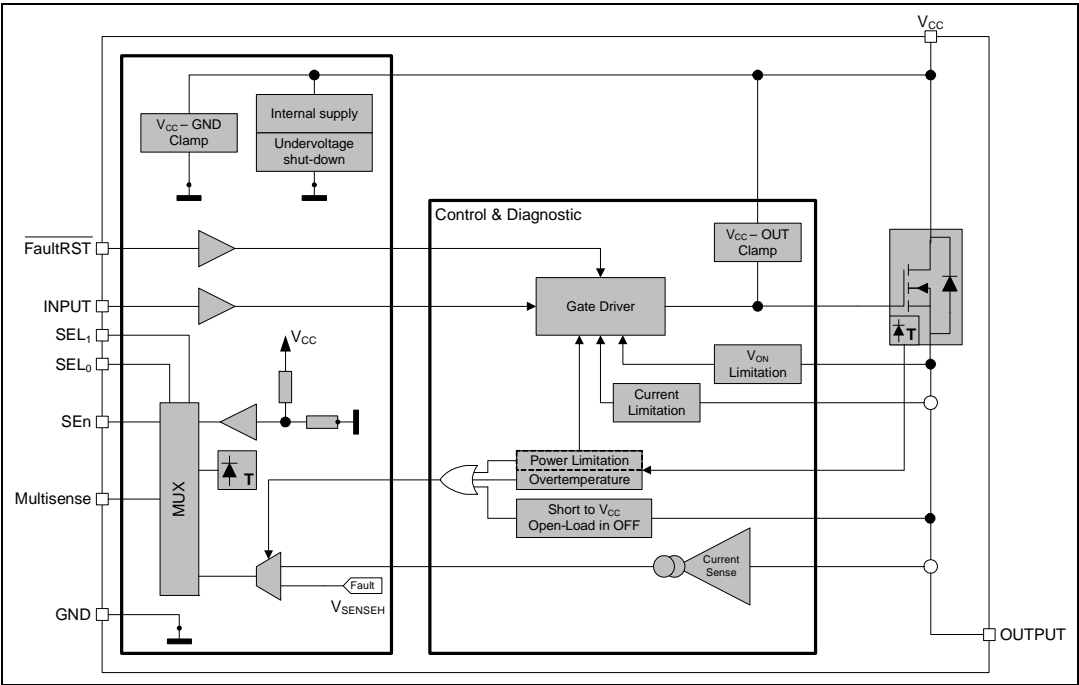 VCC
Internal supply
VCC – GND
Clamp
Undervoltage
shut-down
Control & Diagnostic
FaultRST
VCC – OUT
Clamp
INPUT
Gate Driver
SEL1
VCC
T
SEL0
VON
Limitation
Current
Limitation
SEn
MUX
T
Power Limitation
Overtemperature
Multisense
Short to VCC
Open-Load in OFF
Current
Sense
Fault
VSENSEH
GND
OUTPUT